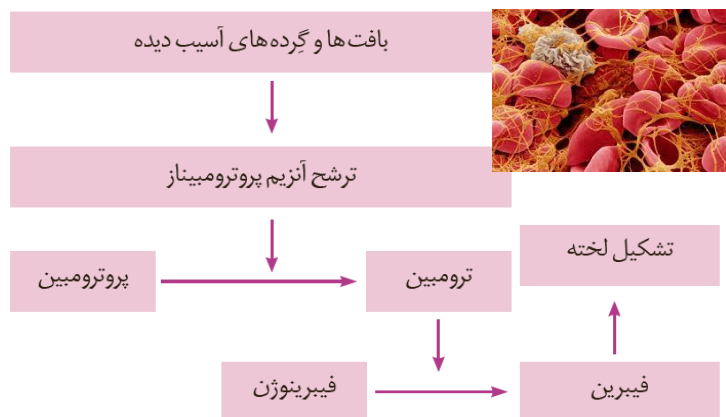 بافت‌ها و گِرده‌های آسیب دیده
ترشح آنزیم پروترومبیناز
پروترومبین
ترومبین
تشکیل لخته
فیبرینوژن
فیبرین